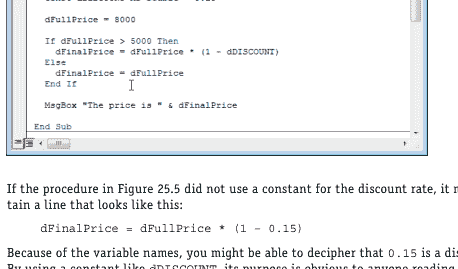 dFullPrice = 8000
If dFullPrice > 5000 Then
dFinalPrice = dFullPrice * (1 - dDISCOUNT)
Else
dFinalPrice = dFullPrice
End If
MsgBox "The price is " & dFinalPrice
End Sub
If the procedure in Figure 25.5 did not use a constant for the discount rate, it
tain a line that looks like this:
dFinalPrice = dFullPrice * (1 - 0.15)
Because of the variable names, you might be able to decipher that 0.15 is a
By using a constant like dDISCOUNT, its purpose is obvious to anyone reading